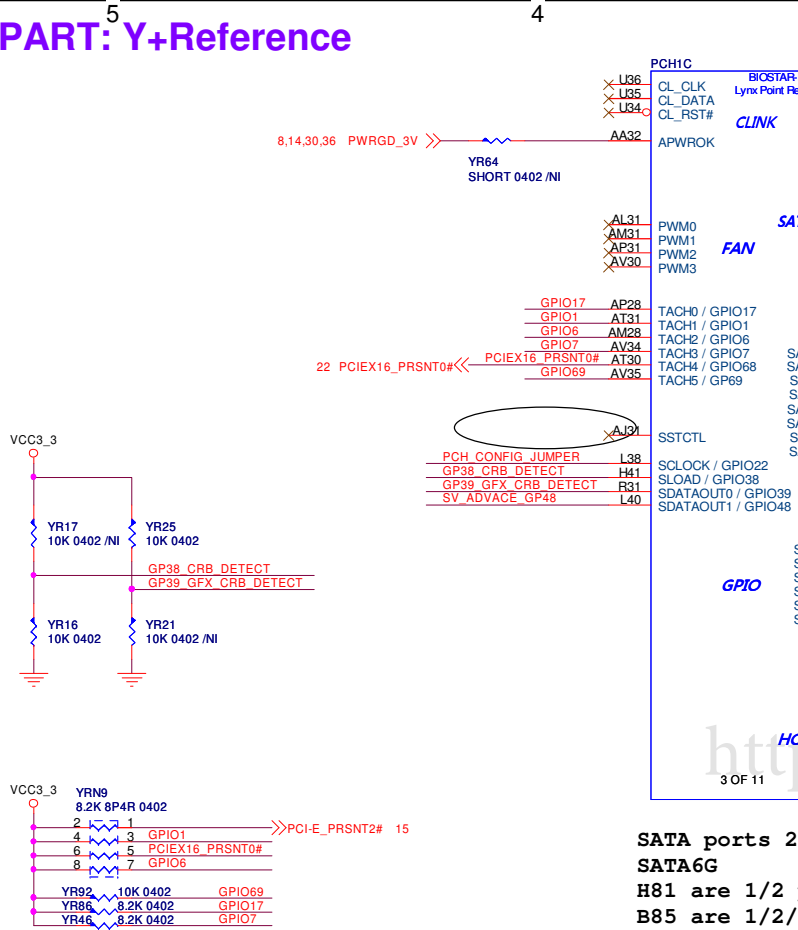 5
4
PART: Y+Reference
PCH1C
BIOSTAR-
Lynx Point Re
U36 CL_CLK
U35 CL_DATA
U34 CL_RST#
CLINK
8,14,30,36 PWRGD_3V
AA32 APWROK
YR64
SHORT 0402 /NI
AL31 PWM0
AM31 PWM1
AP31 PWM2
AV30 PWM3
FAN
SAT
GPIO17 AP28 TACH0 / GPIO17
GPIO1 AT31 TACH1 / GPIO1
GPIO6 AM28 TACH2 / GPIO6
GPIO7 AV34 TACH3 / GPIO7
22 PCIEX16_PRSNT0# PCIEX16_PRSNT0# AT30 TACH4 / GPIO68
GPIO69 AV35 TACH5 / GP69
AJ31 SSTCTL
PCH_CONFIG_JUMPER L38 SCLOCK / GPIO22
GP38_CRB_DETECT H41 SLOAD / GPIO38
GP39_GFX_CRB_DETECT R31 SDATAOUT0 / GPIO39
SV_ADVACE_GP48 L40 SDATAOUT1 / GPIO48
VCC3_3
YR17
10K 0402 /NI
YR25
10K 0402
GP38_CRB_DETECT
GP39_GFX_CRB_DETECT
YR16
10K 0402
YR21
10K 0402 /NI
GPIO
HO
http
3 OF 11
VCC3_3
YRN9
8.2K 8P4R 0402
2 1 PCI-E_PRSNT2# 15
4 3 GPIO1
6 5 PCIEX16_PRSNT0#
8 7 GPIO6
YR92 10K 0402 GPIO69
YR86 8.2K 0402 GPIO17
YR46 8.2K 0402 GPIO7
SATA ports 2
SATA6G
H81 are 1/2
B85 are 1/2/